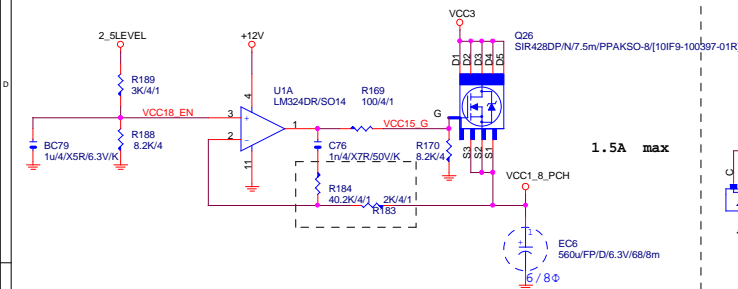 VCC3
2_5LEVEL
+12V
Q26
SIR428DP/N/7.5m/PPAKSO-8/[10IF9-100397-01R]
D1
D2
D3
D4
D5
D
R189
3K/4/1
4
U1A
LM324DR/SO14
R169
100/4/1
VCC18_EN
3
+
1
VCC15_G
G
2
-
11
BC79
1u/4/X5R/6.3V/K
R188
8.2K/4
C76
1n/4/X7R/50V/K
R170
8.2K/4
S3
S2
S1
1.5A max
VCC1_8_PCH
C
R184
40.2K/4/1
2K/4/1
R183
1
+
EC6
560u/FP/D/6.3V/68/8m
6/8Φ